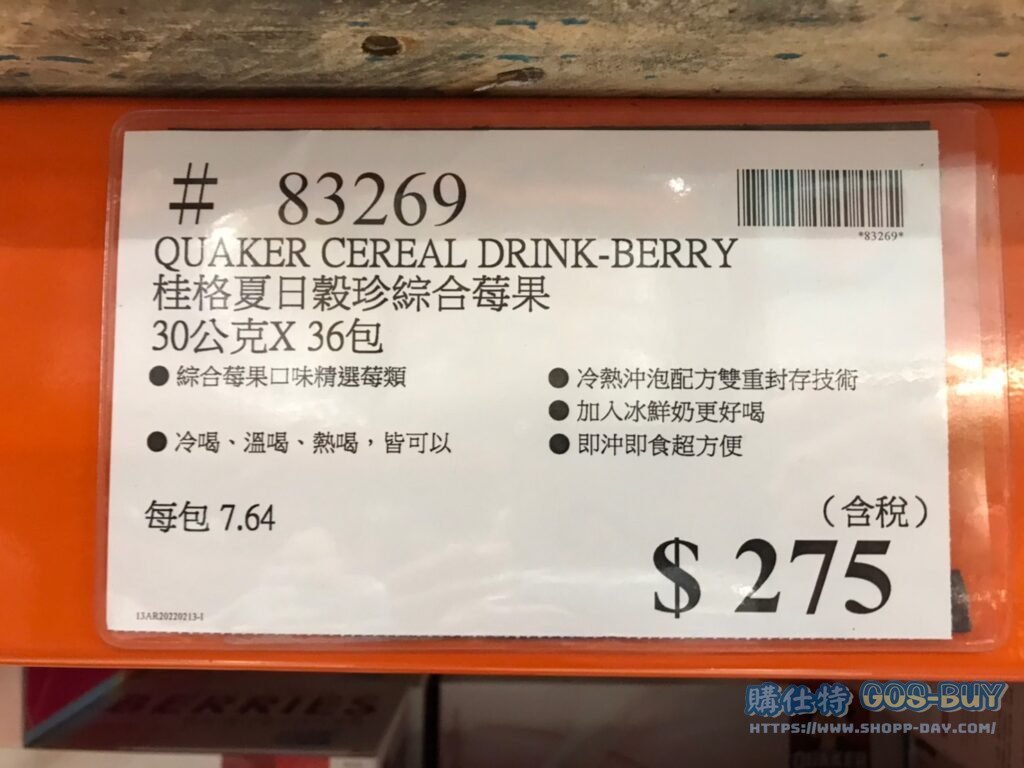 # 83269
*83269*
QUAKER CEREAL DRINK-BERRY
桂格夏日穀珍綜合莓果
30公克X 36包
● 綜合莓果口味精選莓類
● 冷熱沖泡配方雙重封存技術
● 加入冰鮮奶更好喝
● 冷喝、溫喝、熱喝，皆可以
● 即沖即食超方便
每包 7.64
（含稅）
$ 275
13AR20220213-1
BERRIES
QUAKER
購仕特 GOS-BUY
HTTPS://WWW.SHOPP-DAY.COM/